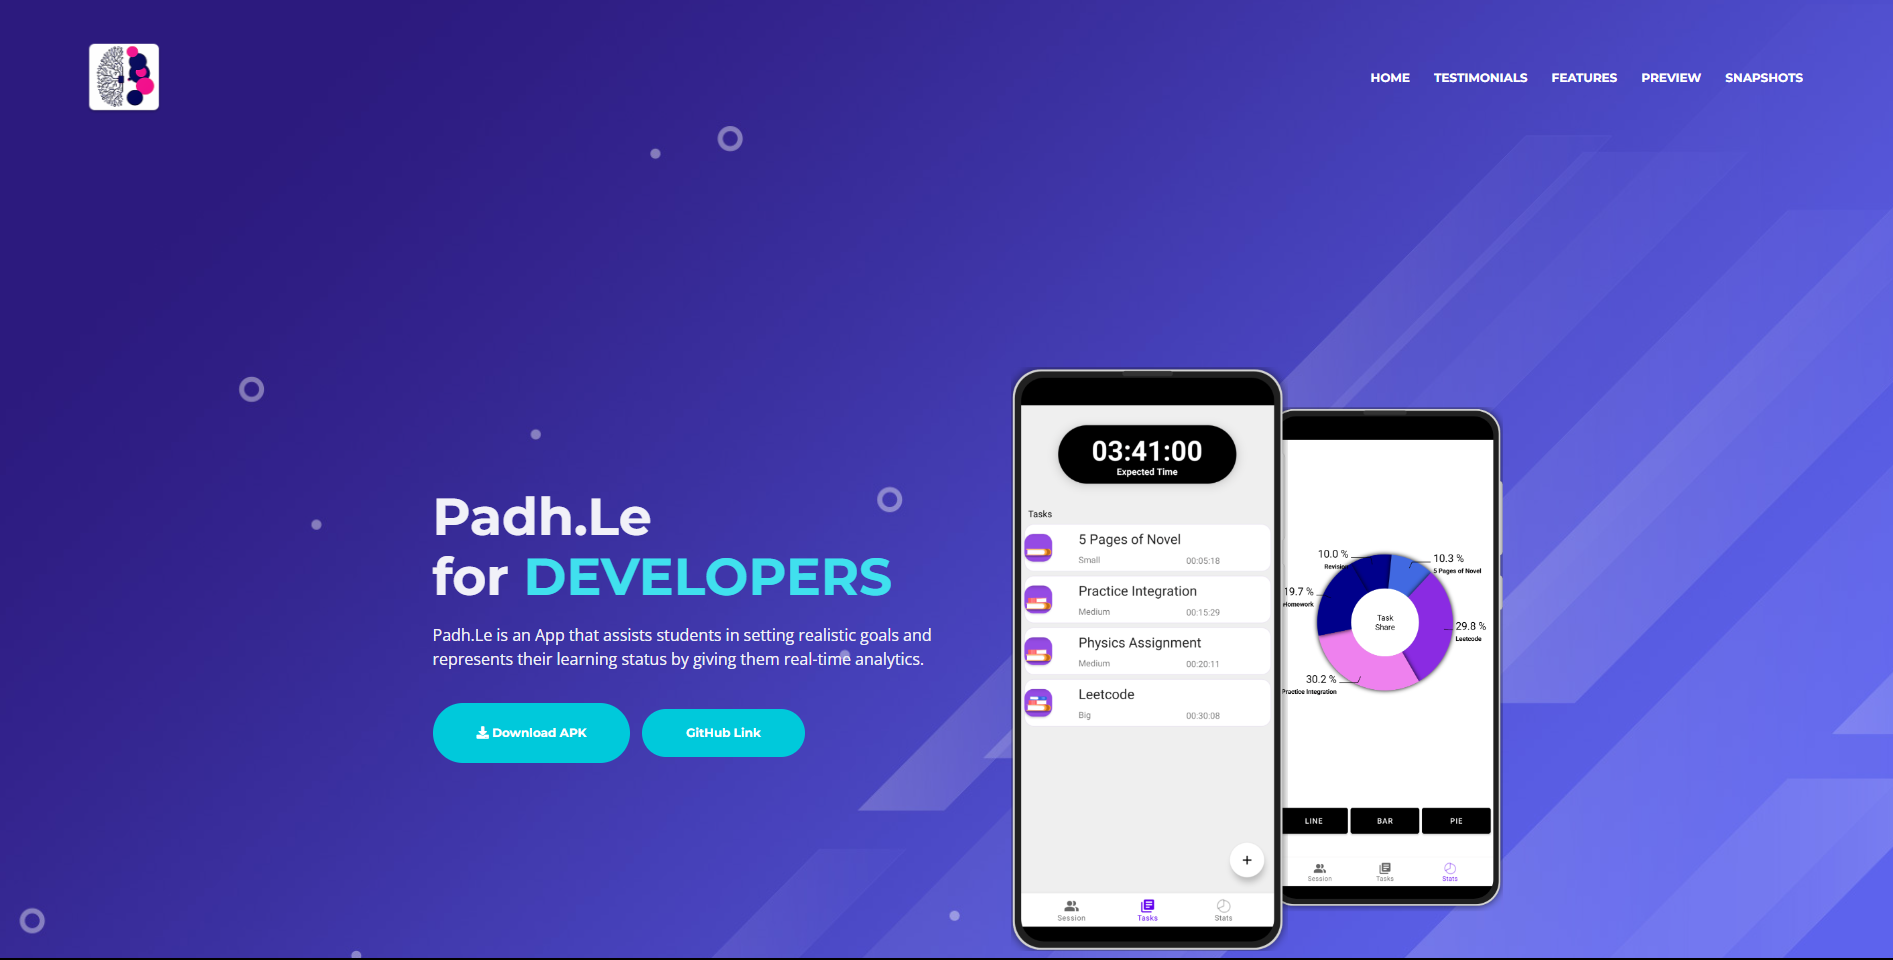 HOME TESTIMONIALS FEATURES PREVIEW SNAPSHOTS
Padh.Le
for DEVELOPERS
Padh.Le is an App that assists students in setting realistic goals and
represents their learning status by giving them real-time analytics.
Download APK
GitHub Link
03:41:00
Expected Time
Tasks
5 Pages of Novel
Small 00:05:18
Practice Integration
Medium 00:15:29
Physics Assignment
Medium 00:20:11
Leetcode
Big 00:30:08
+
Session Tasks Stats
10.0 %
Revision
10.3 %
5 Pages of Novel
19.7 %
Homework
Task
Share
29.8 %
Leetcode
30.2 %
Practice Integration
LINE BAR PIE
Session Tasks Stats